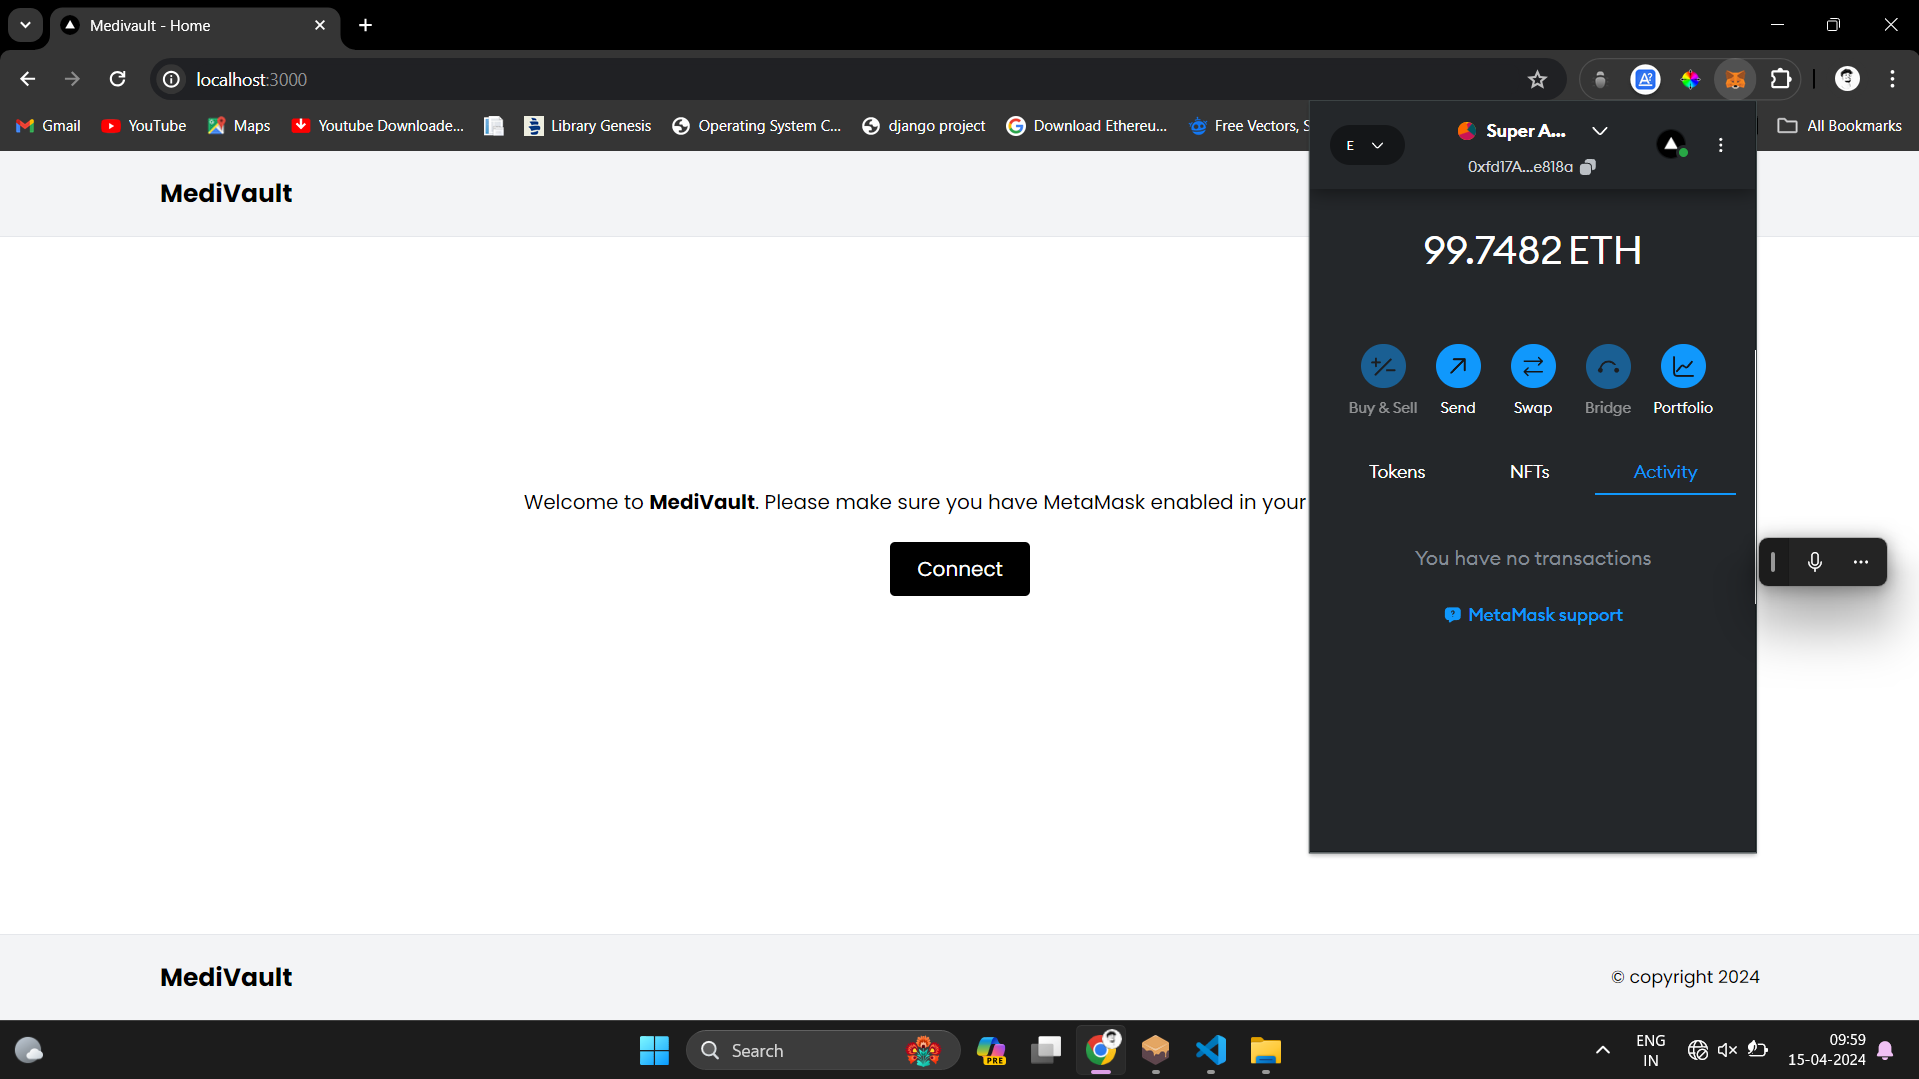 Medivault - Home
localhost:3000
Gmail
YouTube
Maps
Youtube Downloade...
Library Genesis
Operating System C...
django project
Download Ethereu...
Free Vectors, S
All Bookmarks
MediVault
E
Super A...
0xfd17A...e818a
99.7482 ETH
Buy & Sell
Send
Swap
Bridge
Portfolio
Tokens
NFTs
Activity
You have no transactions
MetaMask support
Welcome to MediVault. Please make sure you have MetaMask enabled in your
Connect
MediVault
© copyright 2024
Search
PRE
ENG
IN
09:59
15-04-2024